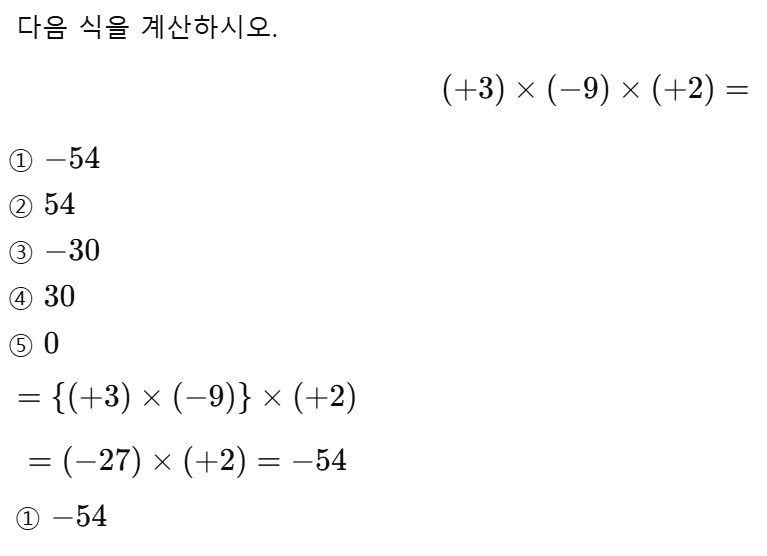 다음 식을 계산하시오.
(+3) × (−9) × (+2) =
① −54
② 54
③ −30
④ 30
⑤ 0
= {(+3) × (−9)} × (+2)
= (−27) × (+2) = −54
① −54